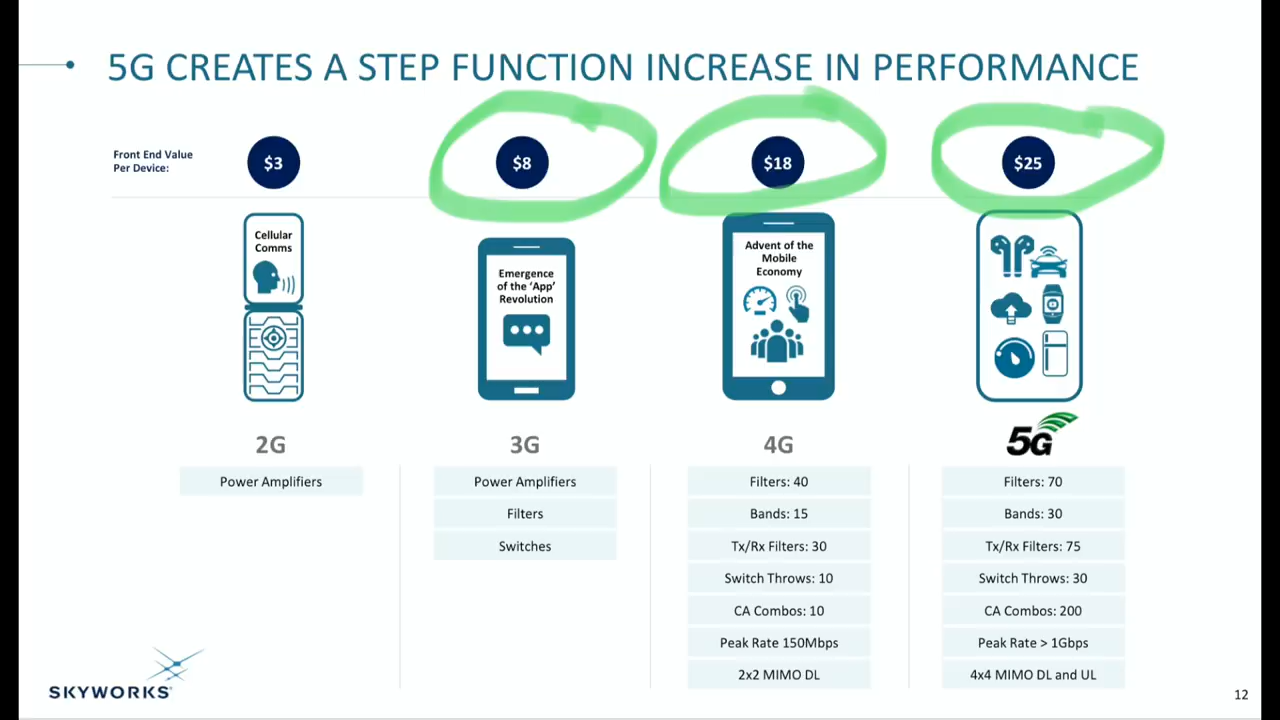 5G CREATES A STEP FUNCTION INCREASE IN PERFORMANCE
Front End Value
Per Device:
$3
$8
$18
$25
Cellular
Comms
Emergence
of the ‘App’
Revolution
Advent of the
Mobile
Economy
2G
3G
4G
5G
Power Amplifiers
Power Amplifiers
Filters
Switches
Filters: 40
Bands: 15
Tx/Rx Filters: 30
Switch Throws: 10
CA Combos: 10
Peak Rate 150Mbps
2x2 MIMO DL
Filters: 70
Bands: 30
Tx/Rx Filters: 75
Switch Throws: 30
CA Combos: 200
Peak Rate > 1Gbps
4x4 MIMO DL and UL
SKYWORKS
12